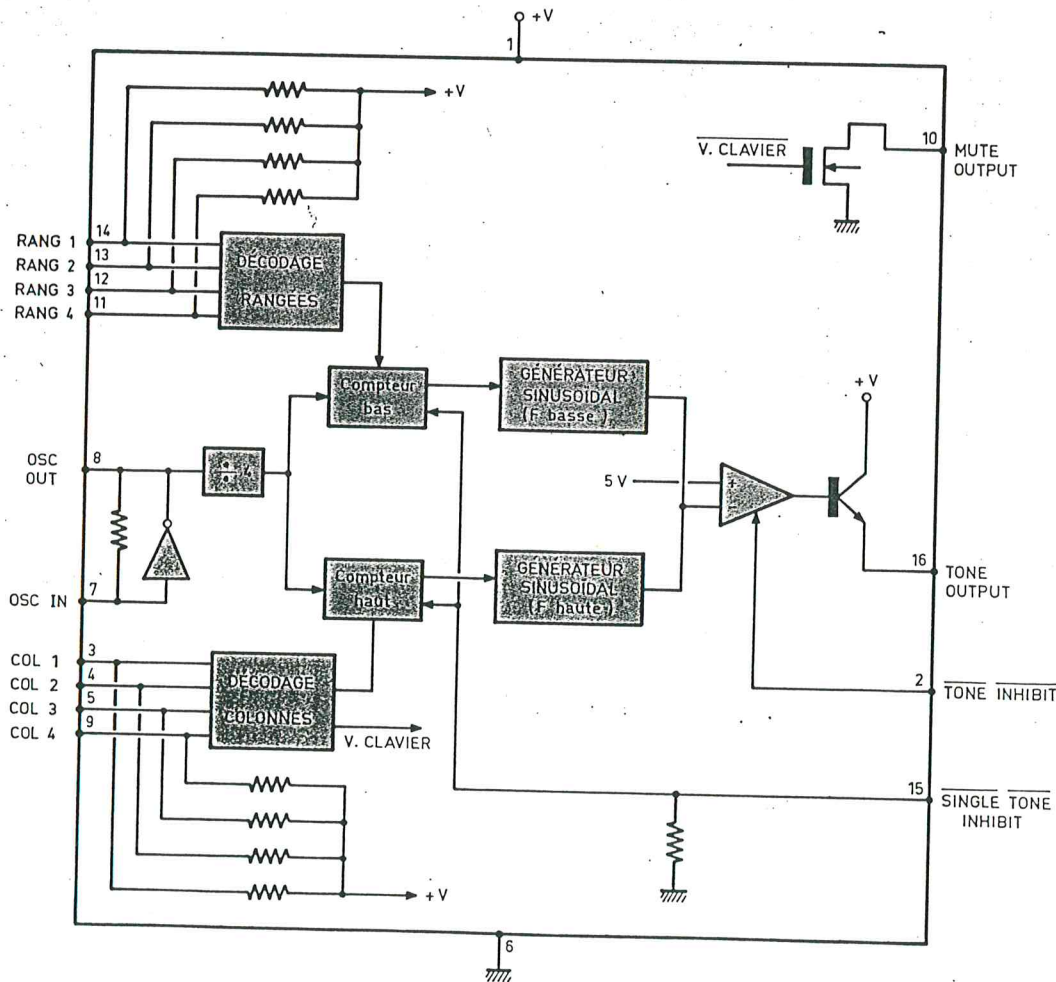 +V
1
+V
V. CLAVIER
10
MUTE
OUTPUT
RANG 1
14
RANG 2
13
RANG 3
12
RANG 4
11
DÉCODAGE
RANGÉES
Compteur
bas
GÉNÉRATEUR
SINUSOÏDAL
(F basse)
+V
OSC
OUT
8
÷ 4
5 V
+
-
OSC IN
7
Compteur
haut
GÉNÉRATEUR
SINUSOÏDAL
(F haute)
16
TONE
OUTPUT
COL 1
3
COL 2
4
COL 3
5
COL 4
9
DÉCODAGE
COLONNES
V. CLAVIER
2
TONE INHIBIT
15
SINGLE TONE
INHIBIT
+V
6